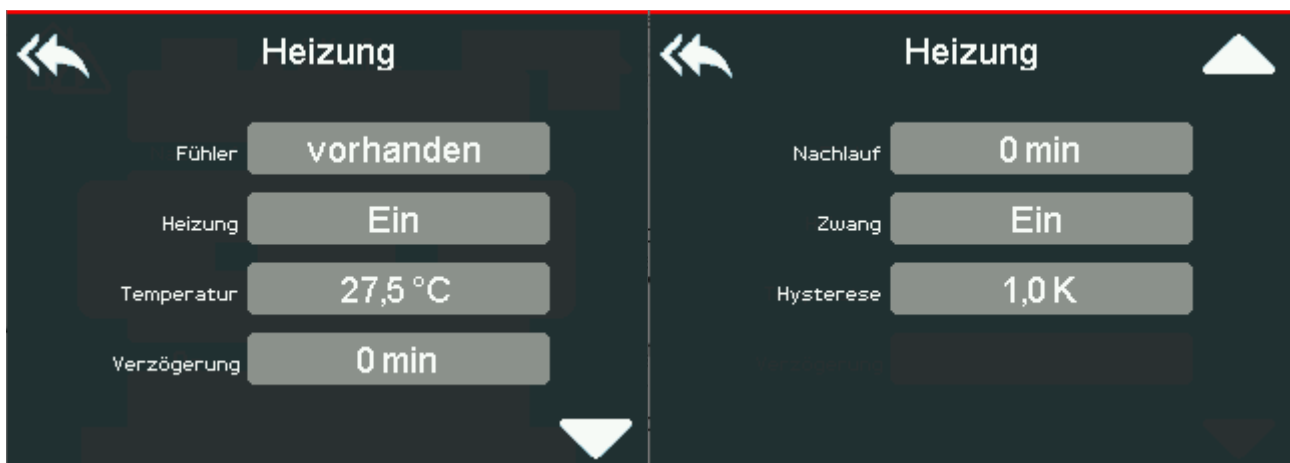 Heizung
Fühler vorhanden
Heizung Ein
Temperatur 27,5 °C
Verzögerung 0 min
Heizung
Nachlauf 0 min
Zwang Ein
Hysterese 1,0 K